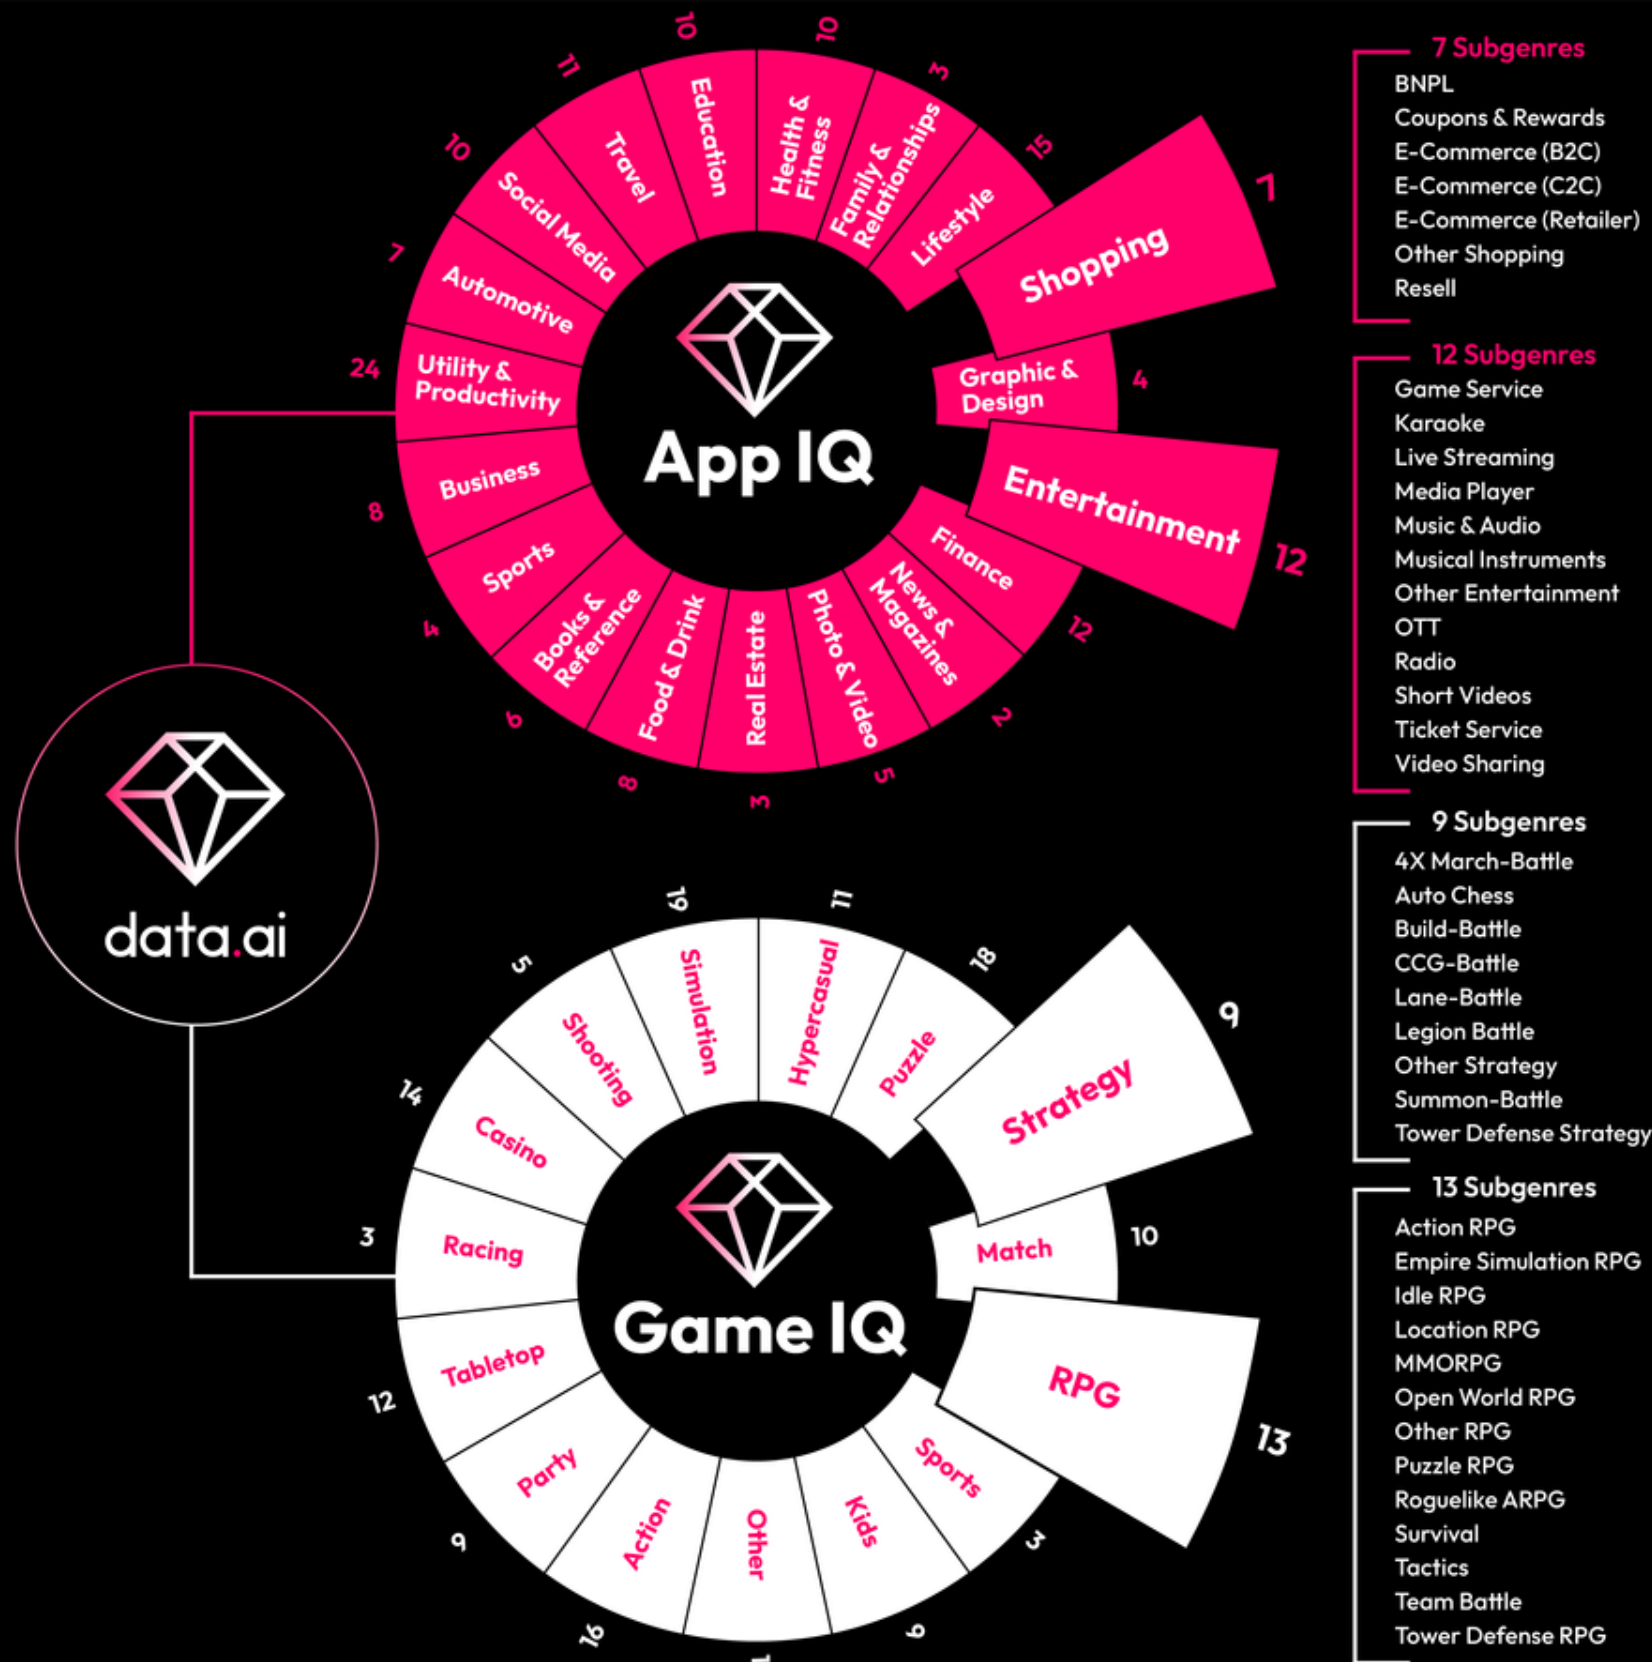 data.ai
App IQ
Health &
Fitness
10
Family &
Relationships
3
Lifestyle
15
Shopping
7
Graphic &
Design
4
Entertainment
12
Finance
12
News &
Magazines
2
Photo & Video
5
Real Estate
3
Food & Drink
8
Books &
Reference
6
Sports
4
Business
8
Utility &
Productivity
24
Automotive
7
Social Media
10
Travel
11
Education
10
Game IQ
Hypercasual
11
Puzzle
18
Strategy
9
Match
10
RPG
13
Sports
3
Kids
9
Other
Action
16
Party
9
Tabletop
12
Racing
3
Casino
14
Shooting
5
Simulation
19
7 Subgenres
BNPL
Coupons & Rewards
E-Commerce (B2C)
E-Commerce (C2C)
E-Commerce (Retailer)
Other Shopping
Resell
12 Subgenres
Game Service
Karaoke
Live Streaming
Media Player
Music & Audio
Musical Instruments
Other Entertainment
OTT
Radio
Short Videos
Ticket Service
Video Sharing
9 Subgenres
4X March-Battle
Auto Chess
Build-Battle
CCG-Battle
Lane-Battle
Legion Battle
Other Strategy
Summon-Battle
Tower Defense Strategy
13 Subgenres
Action RPG
Empire Simulation RPG
Idle RPG
Location RPG
MMORPG
Open World RPG
Other RPG
Puzzle RPG
Roguelike ARPG
Survival
Tactics
Team Battle
Tower Defense RPG